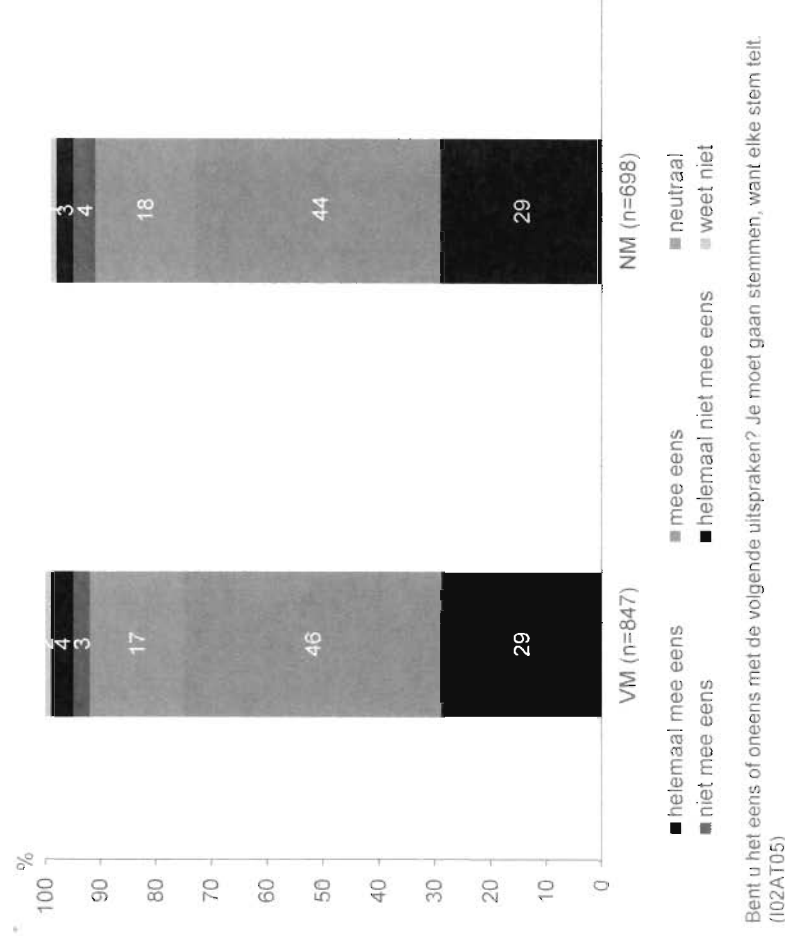 %
100
90
80
70
60
50
40
30
20
10
0
2
4
3
17
46
29
3
4
18
44
29
VM (n=847)
NM (n=698)
helemaal mee eens
mee eens
neutraal
niet mee eens
helemaal niet mee eens
weet niet
Bent u het eens of oneens met de volgende uitspraken? Je moet gaan stemmen, want elke stem telt.
(I02AT05)